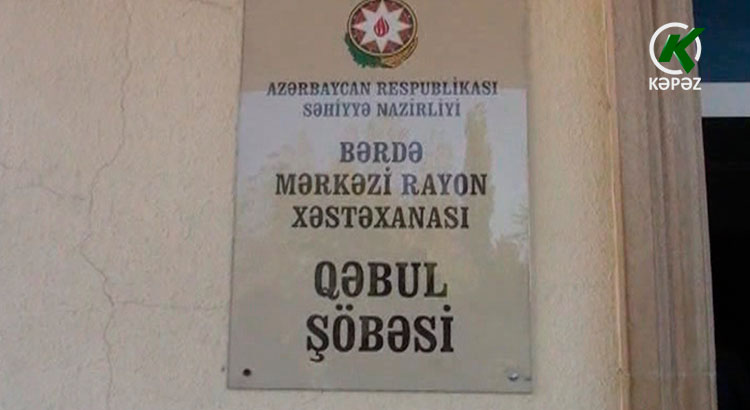 AZƏRBAYCAN RESPUBLİKASI
SƏHİYYƏ NAZİRLİYİ
BƏRDƏ
MƏRKƏZİ RAYON
XƏSTƏXANASI
QƏBUL
ŞÖBƏSİ
K
KƏPƏZ